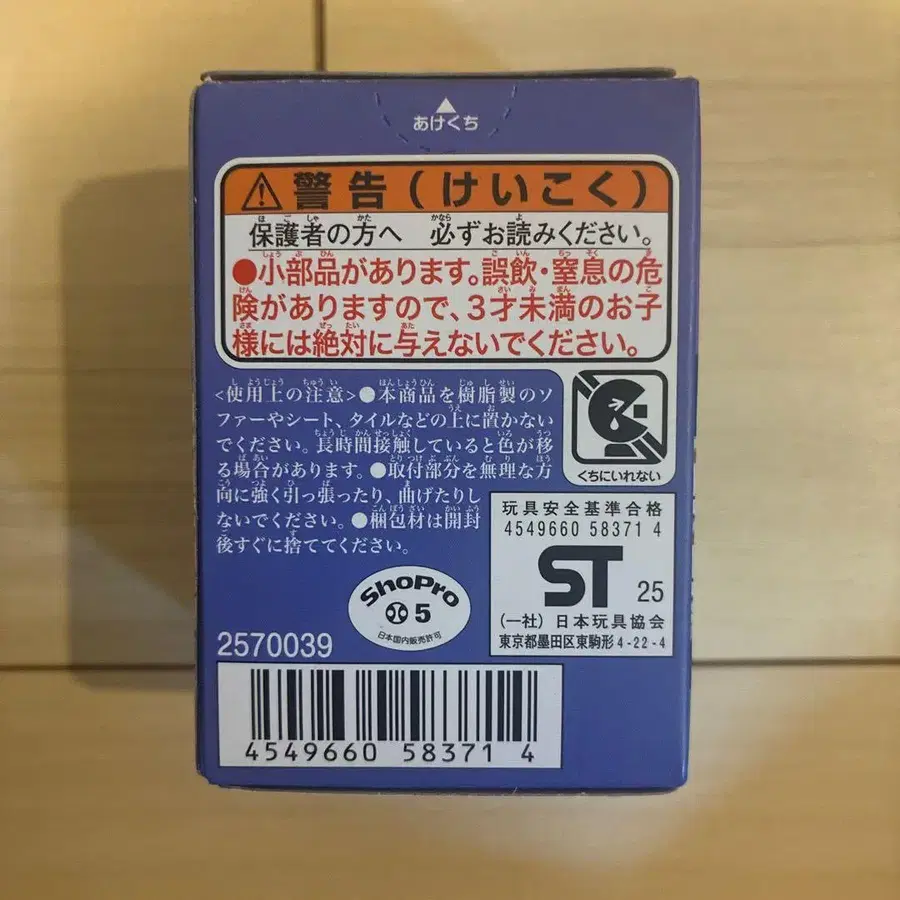 あけくち
警告(けいこく)
保護者の方へ 必ずお読みください。
●小部品があります。誤飲・窒息の危
険がありますので、3才未満のお子
様には絶対に与えないでください。
<使用上の注意>●本商品を樹脂製のソ
ファーやシート、タイルなどの上に置かない
でください。長時間接触していると色が移
る場合があります。●取付部分を無理な方
向に強く引っ張ったり、曲げたりし
ないでください。●梱包材は開封
後すぐに捨ててください。
くちにいれない
玩具安全基準合格
4549660 58371 4
ST 25
(一社)日本玩具協会
東京都墨田区東駒形4-22-4
ShoPro
5
日本国内販売許可
2570039
4549660 58371 4